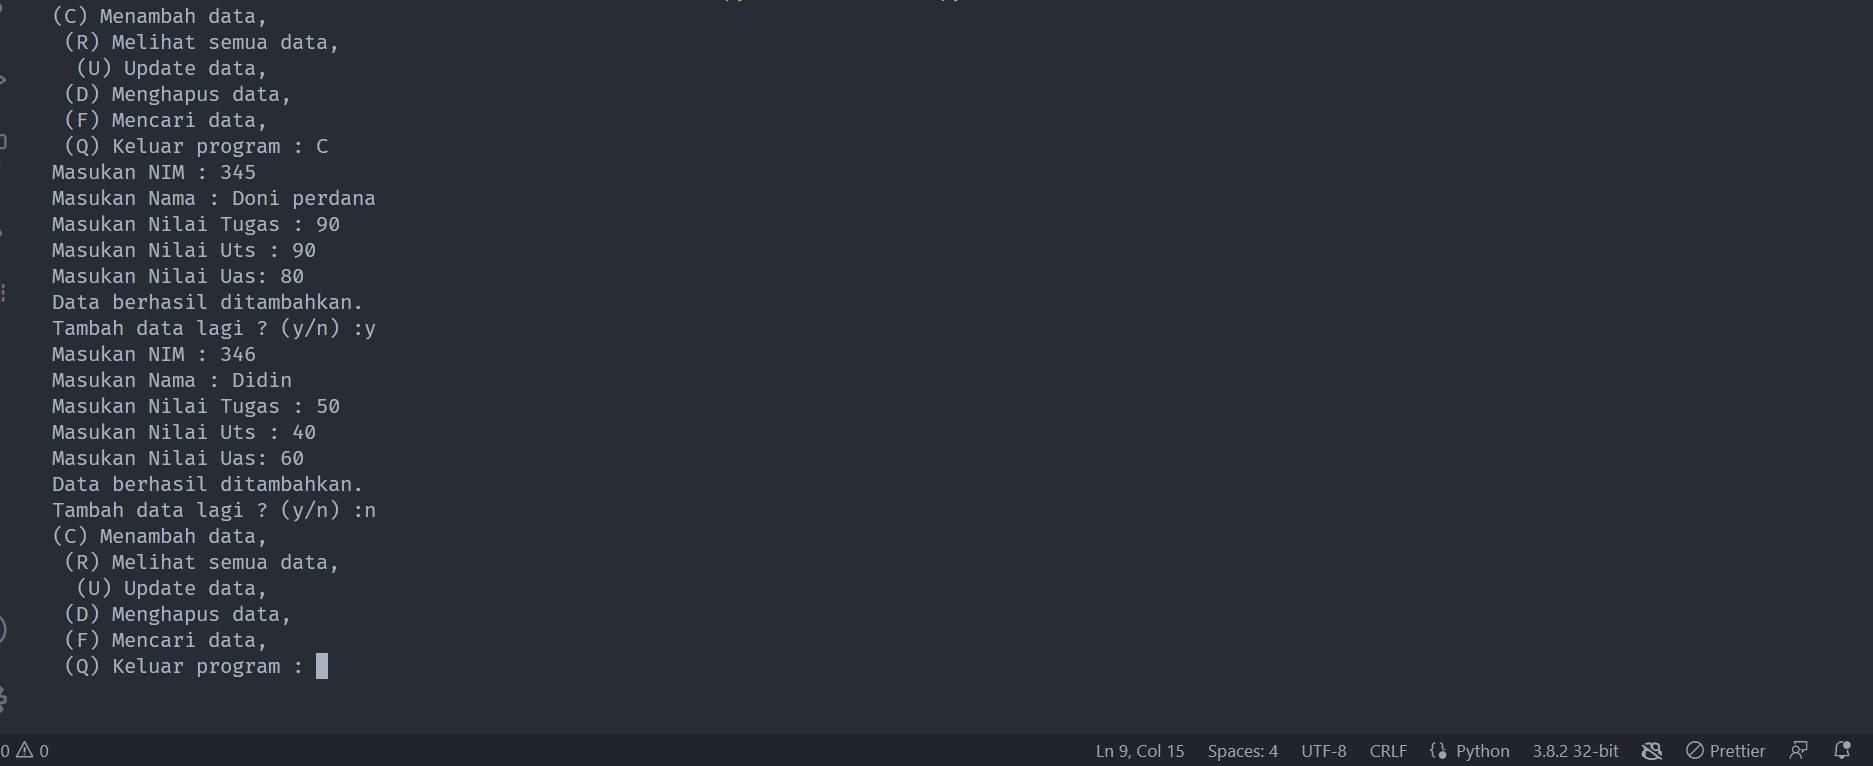 (C) Menambah data,
(R) Melihat semua data,
(U) Update data,
(D) Menghapus data,
(F) Mencari data,
(Q) Keluar program : C
Masukan NIM : 345
Masukan Nama : Doni perdana
Masukan Nilai Tugas : 90
Masukan Nilai Uts : 90
Masukan Nilai Uas: 80
Data berhasil ditambahkan.
Tambah data lagi ? (y/n) :y
Masukan NIM : 346
Masukan Nama : Didin
Masukan Nilai Tugas : 50
Masukan Nilai Uts : 40
Masukan Nilai Uas: 60
Data berhasil ditambahkan.
Tambah data lagi ? (y/n) :n
(C) Menambah data,
(R) Melihat semua data,
(U) Update data,
(D) Menghapus data,
(F) Mencari data,
(Q) Keluar program :
0 0 Ln 9, Col 15 Spaces: 4 UTF-8 CRLF Python 3.8.2 32-bit Prettier